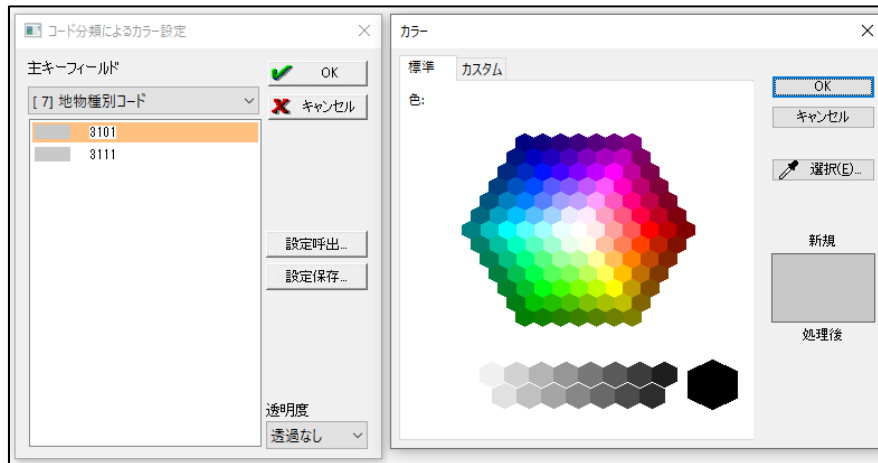 コード分類によるカラー設定
主キーフィールド
[ 7] 地物種別コード
3101
3111
OK
キャンセル
設定呼出...
設定保存...
透明度
透過なし
カラー
標準
カスタム
色:
OK
キャンセル
選択(E)...
新規
処理後